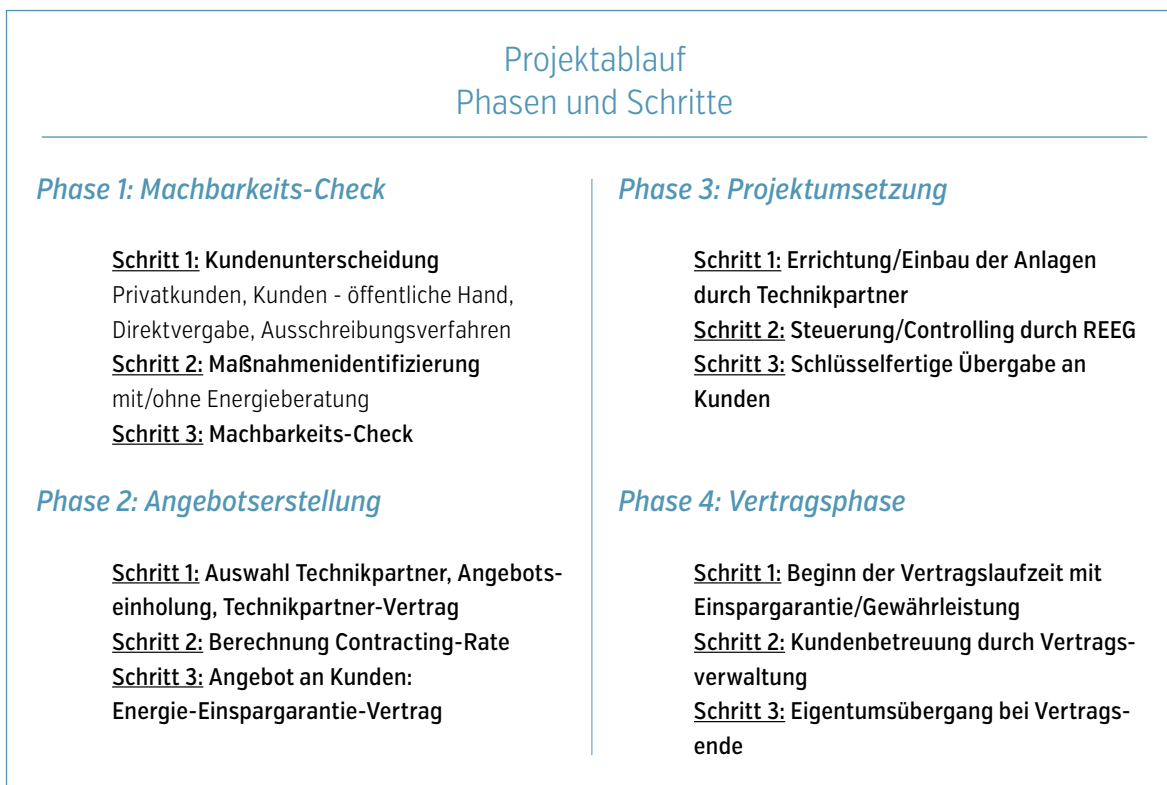 Projektablauf
Phasen und Schritte
Phase 1: Machbarkeits-Check
Schritt 1: Kundenunterscheidung
Privatkunden, Kunden - öffentliche Hand,
Direktvergabe, Ausschreibungsverfahren
Schritt 2: Maßnahmenidentifizierung
mit/ohne Energieberatung
Schritt 3: Machbarkeits-Check
Phase 2: Angebotserstellung
Schritt 1: Auswahl Technikpartner, Angebots-
einholung, Technikpartner-Vertrag
Schritt 2: Berechnung Contracting-Rate
Schritt 3: Angebot an Kunden:
Energie-Einspargarantie-Vertrag
Phase 3: Projektumsetzung
Schritt 1: Errichtung/Einbau der Anlagen
durch Technikpartner
Schritt 2: Steuerung/Controlling durch REEG
Schritt 3: Schlüsselfertige Übergabe an
Kunden
Phase 4: Vertragsphase
Schritt 1: Beginn der Vertragslaufzeit mit
Einspargarantie/Gewährleistung
Schritt 2: Kundenbetreuung durch Vertrags-
verwaltung
Schritt 3: Eigentumsübergang bei Vertrags-
ende